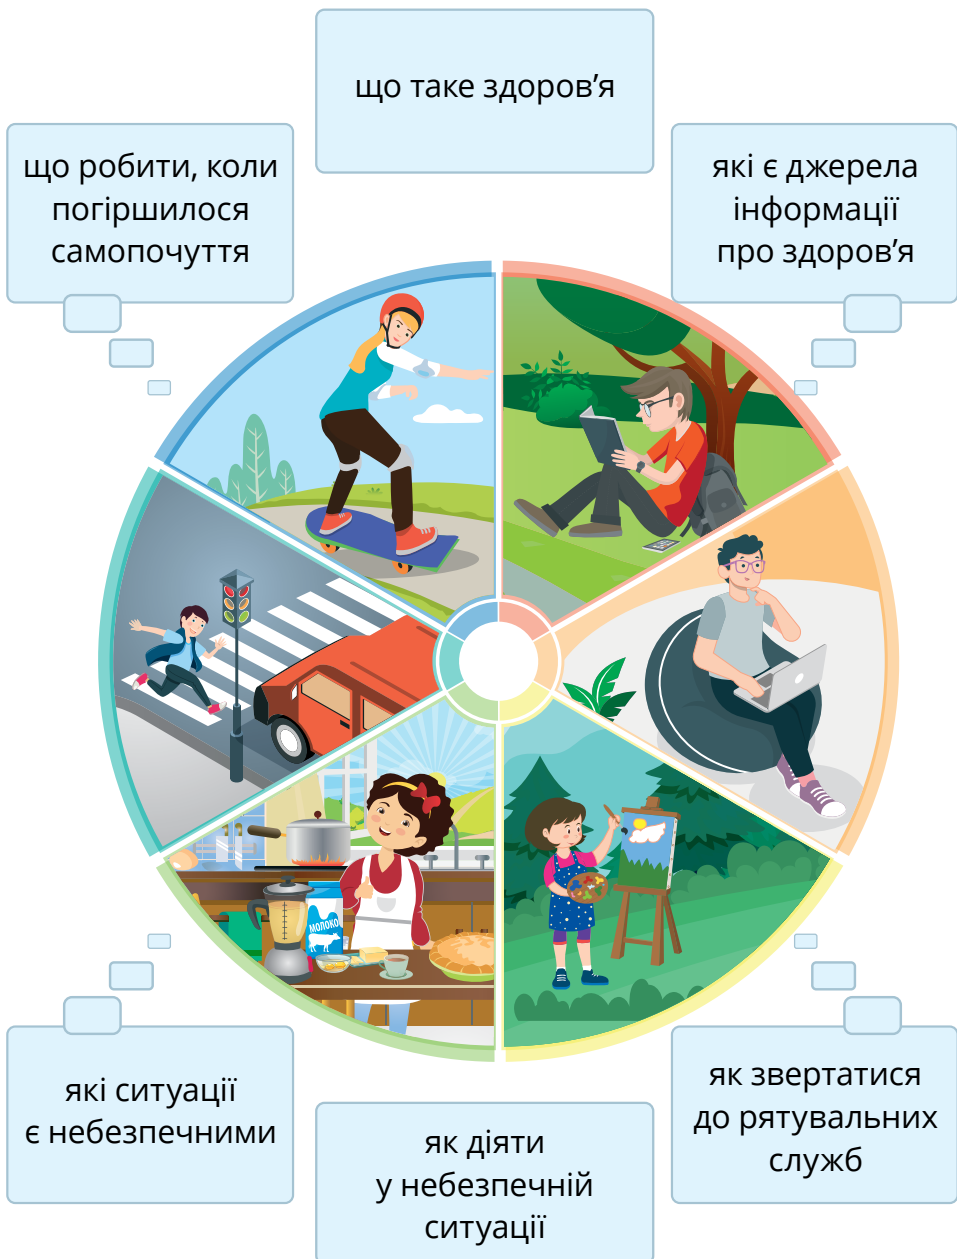 що таке здоров’я
що робити, коли
погіршилося
самопочуття
які є джерела
інформації
про здоров’я
МОЛОКО
які ситуації
є небезпечними
як діяти
у небезпечній
ситуації
як звертатися
до рятувальних
служб